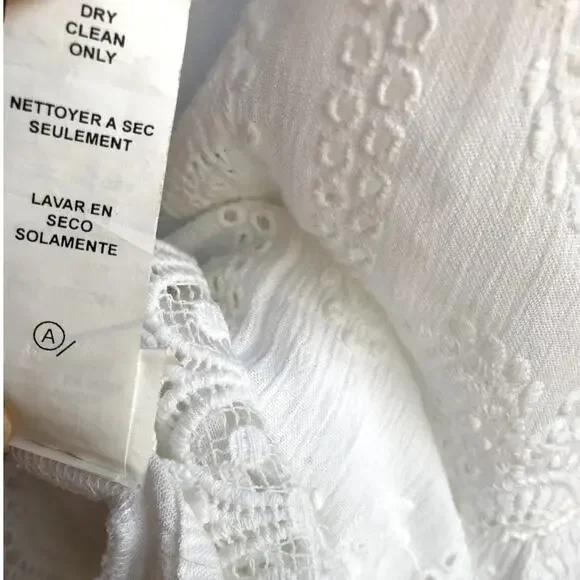 DRY
CLEAN
ONLY
NETTOYER A SEC
SEULEMENT
LAVAR EN
SECO
SOLAMENTE
A